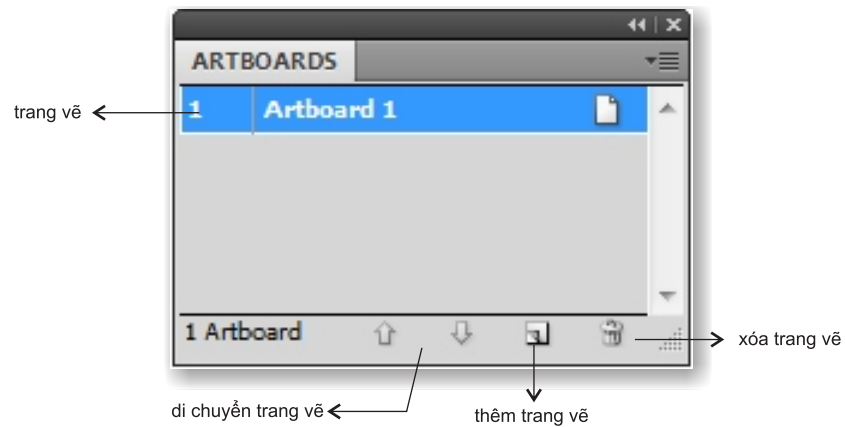 ARTBOARDS
trang vẽ
1 Artboard 1
1 Artboard
xóa trang vẽ
di chuyển trang vẽ
thêm trang vẽ